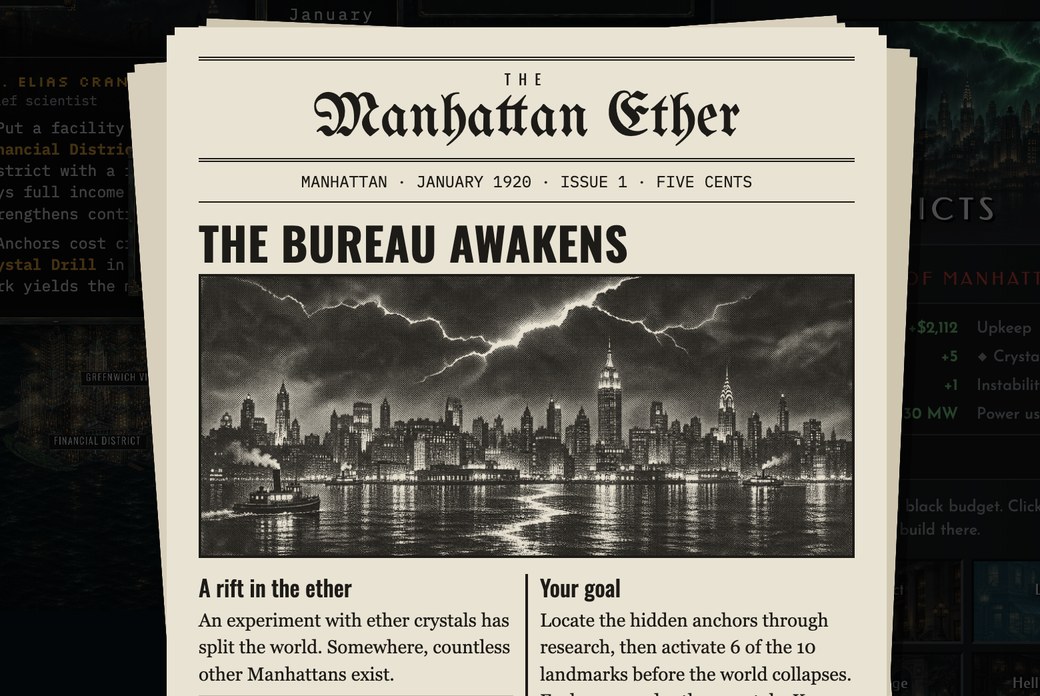 January
. ELIAS CRAN
ef scientist
Put a facility
nancial Distric
strict with a
ys full income
rengthens cont
Anchors cost c
ystal Drill in
rk yields the
GREENWICH VI
FINANCIAL DISTRICT
THE
Manhattan Ether
MANHATTAN · JANUARY 1920 · ISSUE 1 · FIVE CENTS
THE BUREAU AWAKENS
A rift in the ether
An experiment with ether crystals has
split the world. Somewhere, countless
other Manhattans exist.
Your goal
Locate the hidden anchors through
research, then activate 6 of the 10
landmarks before the world collapses.
ICTS
OF MANHATT
+$2,112 Upkeep
+5 ◆ Crysta
+1 Instabilit
30 MW Power us
black budget. Click
build there.